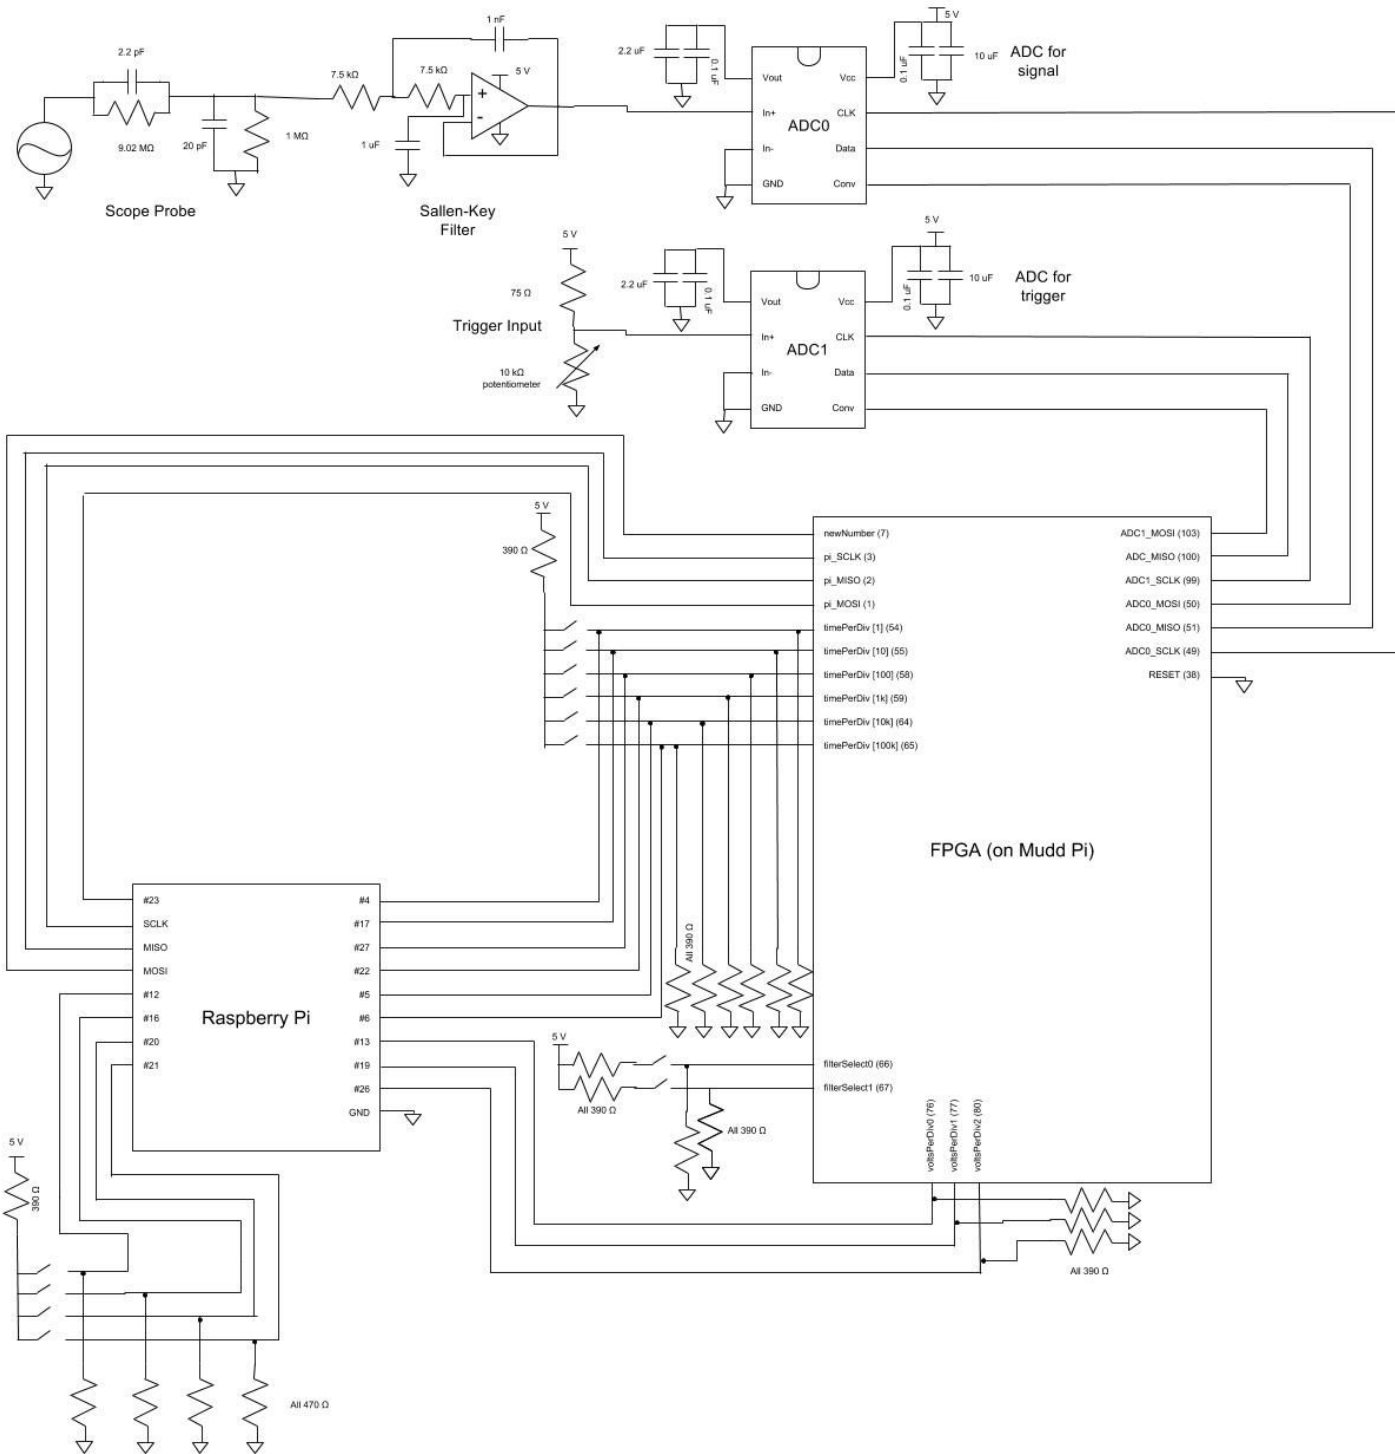 1 nF
2.2 pF
7.5 kΩ
7.5 kΩ
5 V
+
-
9.02 MΩ
20 pF
1 MΩ
1 uF
Scope Probe
Sallen-Key
Filter
2.2 uF
0.1 uF
5 V
0.1 uF
10 uF
ADC for
signal
Vout
Vcc
In+
CLK
ADC0
In-
Data
GND
Conv
5 V
75 Ω
Trigger Input
10 kΩ
potentiometer
2.2 uF
0.1 uF
5 V
0.1 uF
10 uF
ADC for
trigger
Vout
Vcc
In+
CLK
ADC1
In-
Data
GND
Conv
5 V
390 Ω
newNumber (7)
pi_SCLK (3)
pi_MISO (2)
pi_MOSI (1)
timePerDiv [1] (54)
timePerDiv [10] (55)
timePerDiv [100] (58)
timePerDiv [1k] (59)
timePerDiv [10k] (64)
timePerDiv [100k] (65)
ADC1_MOSI (103)
ADC_MISO (100)
ADC1_SCLK (99)
ADC0_MOSI (50)
ADC0_MISO (51)
ADC0_SCLK (49)
RESET (38)
FPGA (on Mudd Pi)
#23
SCLK
MISO
MOSI
#12
#16
#20
#21
Raspberry Pi
#4
#17
#27
#22
#5
#6
#13
#19
#26
GND
All 390 Ω
5 V
All 390 Ω
All 390 Ω
filterSelect0 (66)
filterSelect1 (67)
voltsPerDiv0 (76)
voltsPerDiv1 (77)
voltsPerDiv2 (80)
All 390 Ω
5 V
390 Ω
All 470 Ω